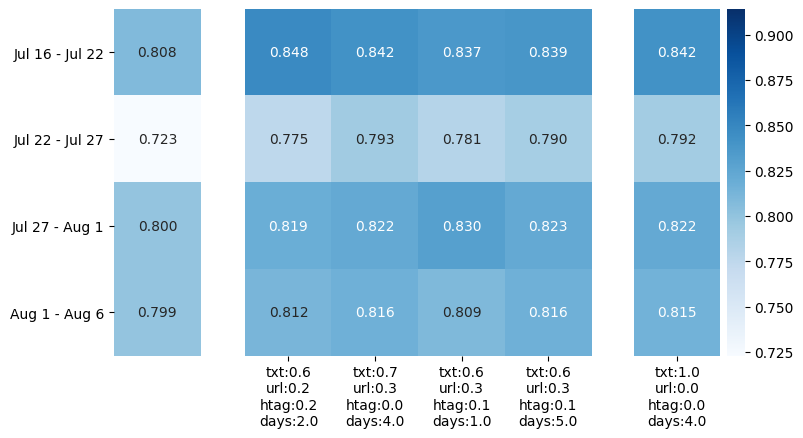 Jul 16 - Jul 22 0.808 0.848 0.842 0.837 0.839 0.842
Jul 22 - Jul 27 0.723 0.775 0.793 0.781 0.790 0.792
Jul 27 - Aug 1 0.800 0.819 0.822 0.830 0.823 0.822
Aug 1 - Aug 6 0.799 0.812 0.816 0.809 0.816 0.815
txt:0.6 txt:0.7 txt:0.6 txt:0.6 txt:1.0
url:0.2 url:0.3 url:0.3 url:0.3 url:0.0
htag:0.2 htag:0.0 htag:0.1 htag:0.1 htag:0.0
days:2.0 days:4.0 days:1.0 days:5.0 days:4.0
0.900
0.875
0.850
0.825
0.800
0.775
0.750
0.725